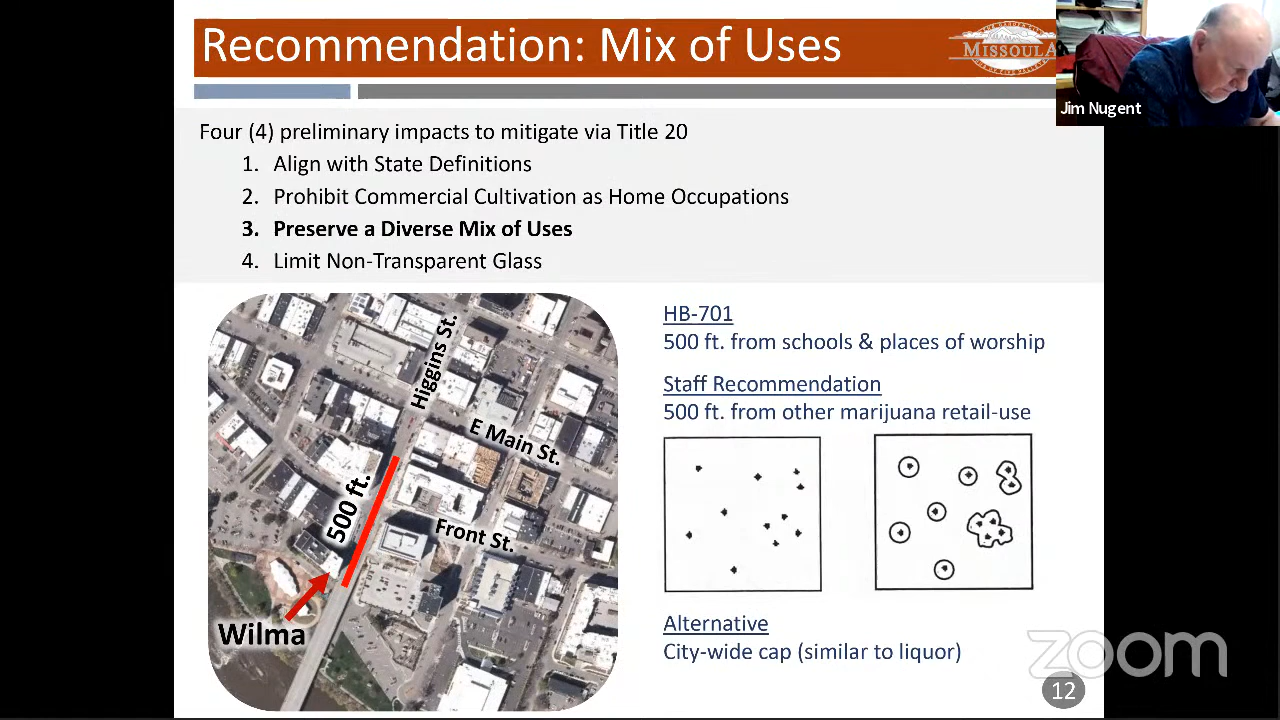 Recommendation: Mix of Uses
MISSOULA
Jim Nugent
Four (4) preliminary impacts to mitigate via Title 20
1. Align with State Definitions
2. Prohibit Commercial Cultivation as Home Occupations
3. Preserve a Diverse Mix of Uses
4. Limit Non-Transparent Glass
Higgins St.
E Main St.
500 ft.
Front St.
Wilma
HB-701
500 ft. from schools & places of worship
Staff Recommendation
500 ft. from other marijuana retail-use
Alternative
City-wide cap (similar to liquor)
zoom
12